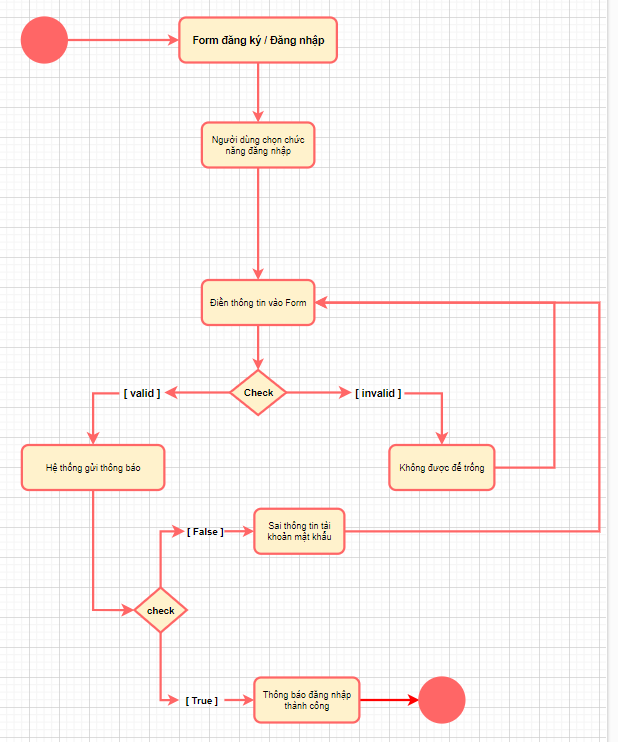 Form đăng ký / Đăng nhập
Người dùng chọn chức
năng đăng nhập
Điền thông tin vào Form
Check
[ valid ]
[ invalid ]
Hệ thống gửi thông báo
Không được để trống
[ False ]
Sai thông tin tài
khoản mật khẩu
check
[ True ]
Thông báo đăng nhập
thành công